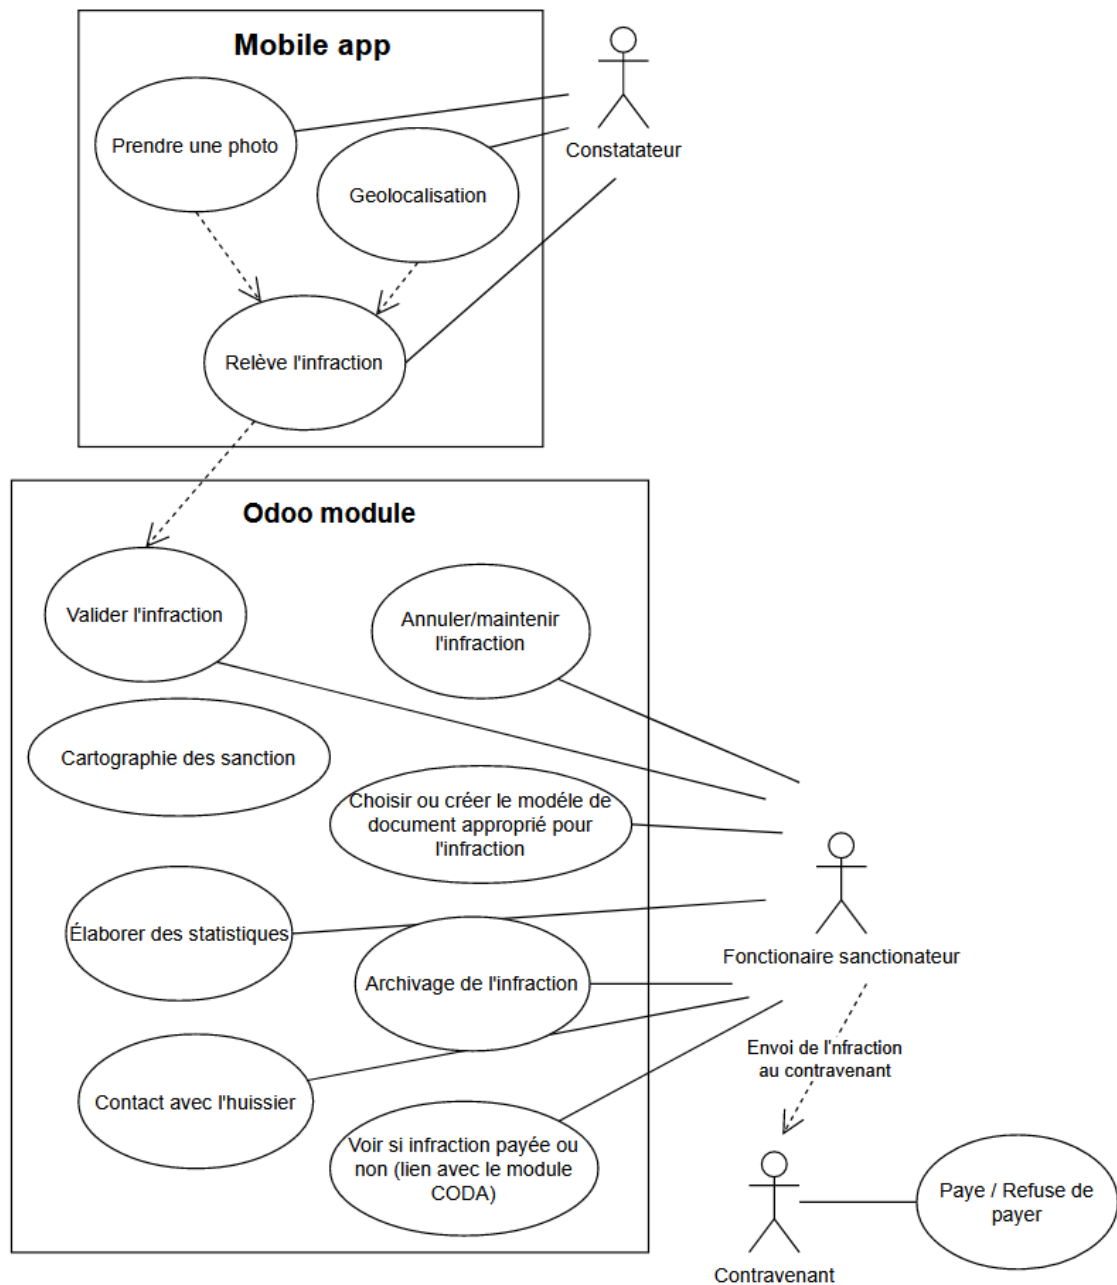 Mobile app
Prendre une photo
Geolocalisation
Constatateur
Relève l'infraction
Odoo module
Valider l'infraction
Annuler/maintenir
l'infraction
Cartographie des sanction
Choisir ou créer le modéle de
document approprié pour
l'infraction
Élaborer des statistiques
Archivage de l'infraction
Fonctionaire sanctionateur
Contact avec l'huissier
Voir si infraction payée ou
non (lien avec le module
CODA)
Envoi de l'nfraction
au contravenant
Paye / Refuse de
payer
Contravenant